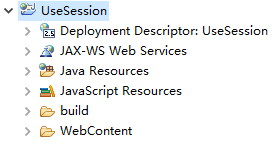 UseSession
Deployment Descriptor: UseSession
JAX-WS Web Services
Java Resources
JavaScript Resources
build
WebContent